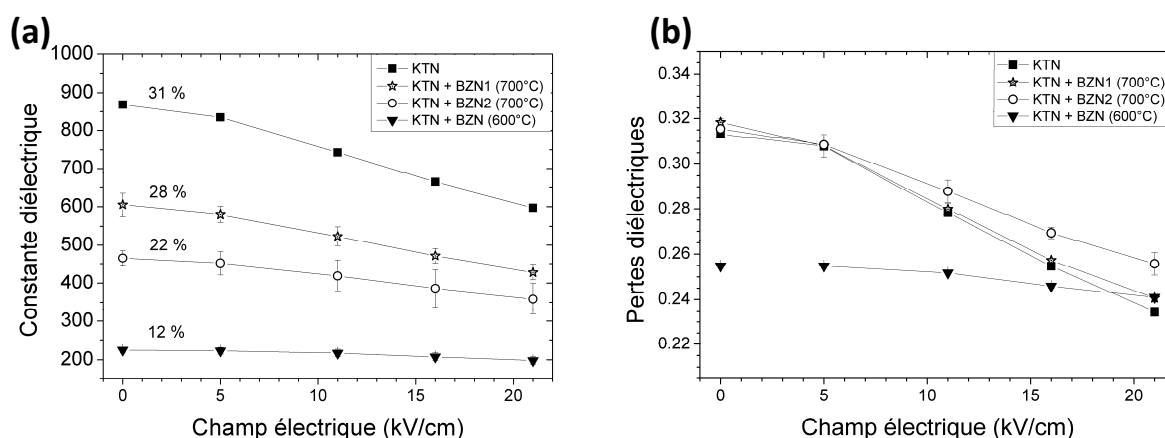 (a)
1000
900
800
700
600
500
400
300
200
Constante diélectrique
31 %
28 %
22 %
12 %
KTN
KTN + BZN1 (700°C)
KTN + BZN2 (700°C)
KTN + BZN (600°C)
0 5 10 15 20
Champ électrique (kV/cm)
(b)
0.34
0.32
0.30
0.28
0.26
0.24
0.22
Pertes diélectriques
KTN
KTN + BZN1 (700°C)
KTN + BZN2 (700°C)
KTN + BZN (600°C)
0 5 10 15 20
Champ électrique (kV/cm)